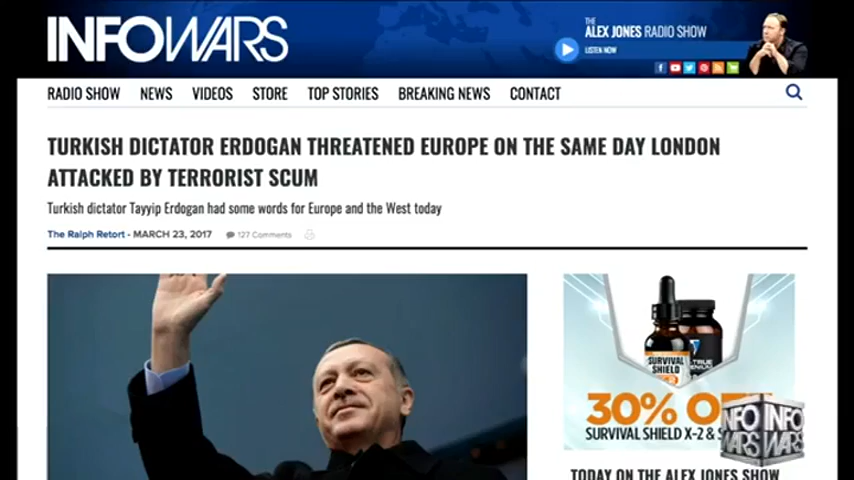 INFOWARS
THE
ALEX JONES RADIO SHOW
LISTEN NOW
RADIO SHOW NEWS VIDEOS STORE TOP STORIES BREAKING NEWS CONTACT
TURKISH DICTATOR ERDOGAN THREATENED EUROPE ON THE SAME DAY LONDON
ATTACKED BY TERRORIST SCUM
Turkish dictator Tayyip Erdogan had some words for Europe and the West today
The Ralph Retort - MARCH 23, 2017 127 Comments
SURVIVAL
SHIELD
30%
SURVIVAL SHIELD X-2 &
INFO INFO
WARS WARS
TODAY ON THE ALEX JONES SHOW